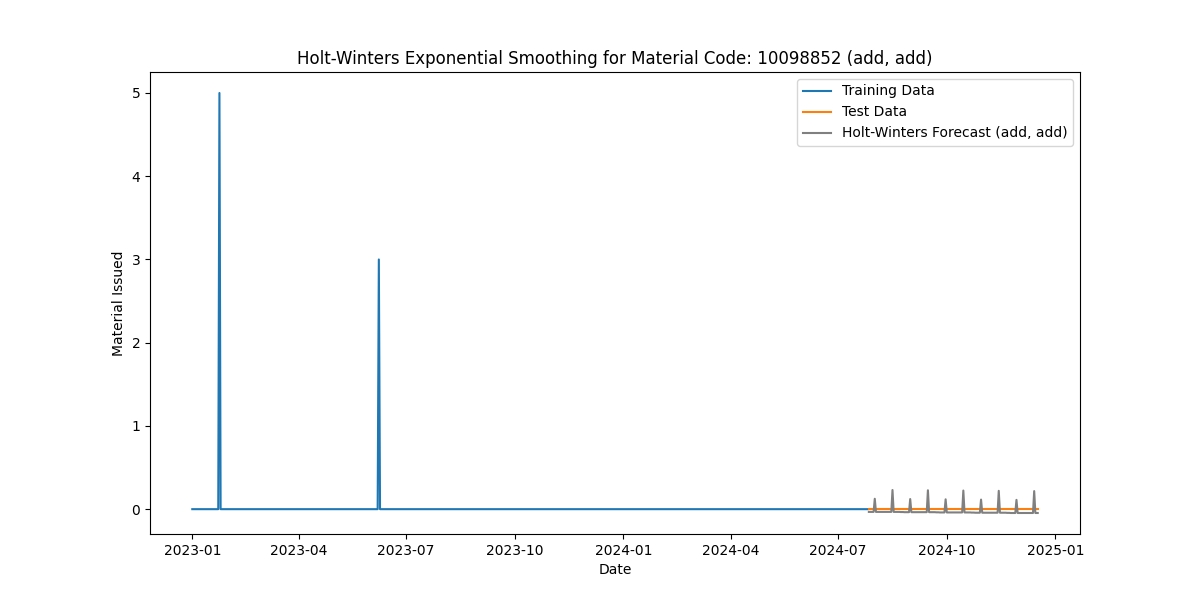 Holt-Winters Exponential Smoothing for Material Code: 10098852 (add, add)
Training Data
Test Data
Holt-Winters Forecast (add, add)
Material Issued
5
4
3
2
1
0
2023-01
2023-04
2023-07
2023-10
2024-01
2024-04
2024-07
2024-10
2025-01
Date